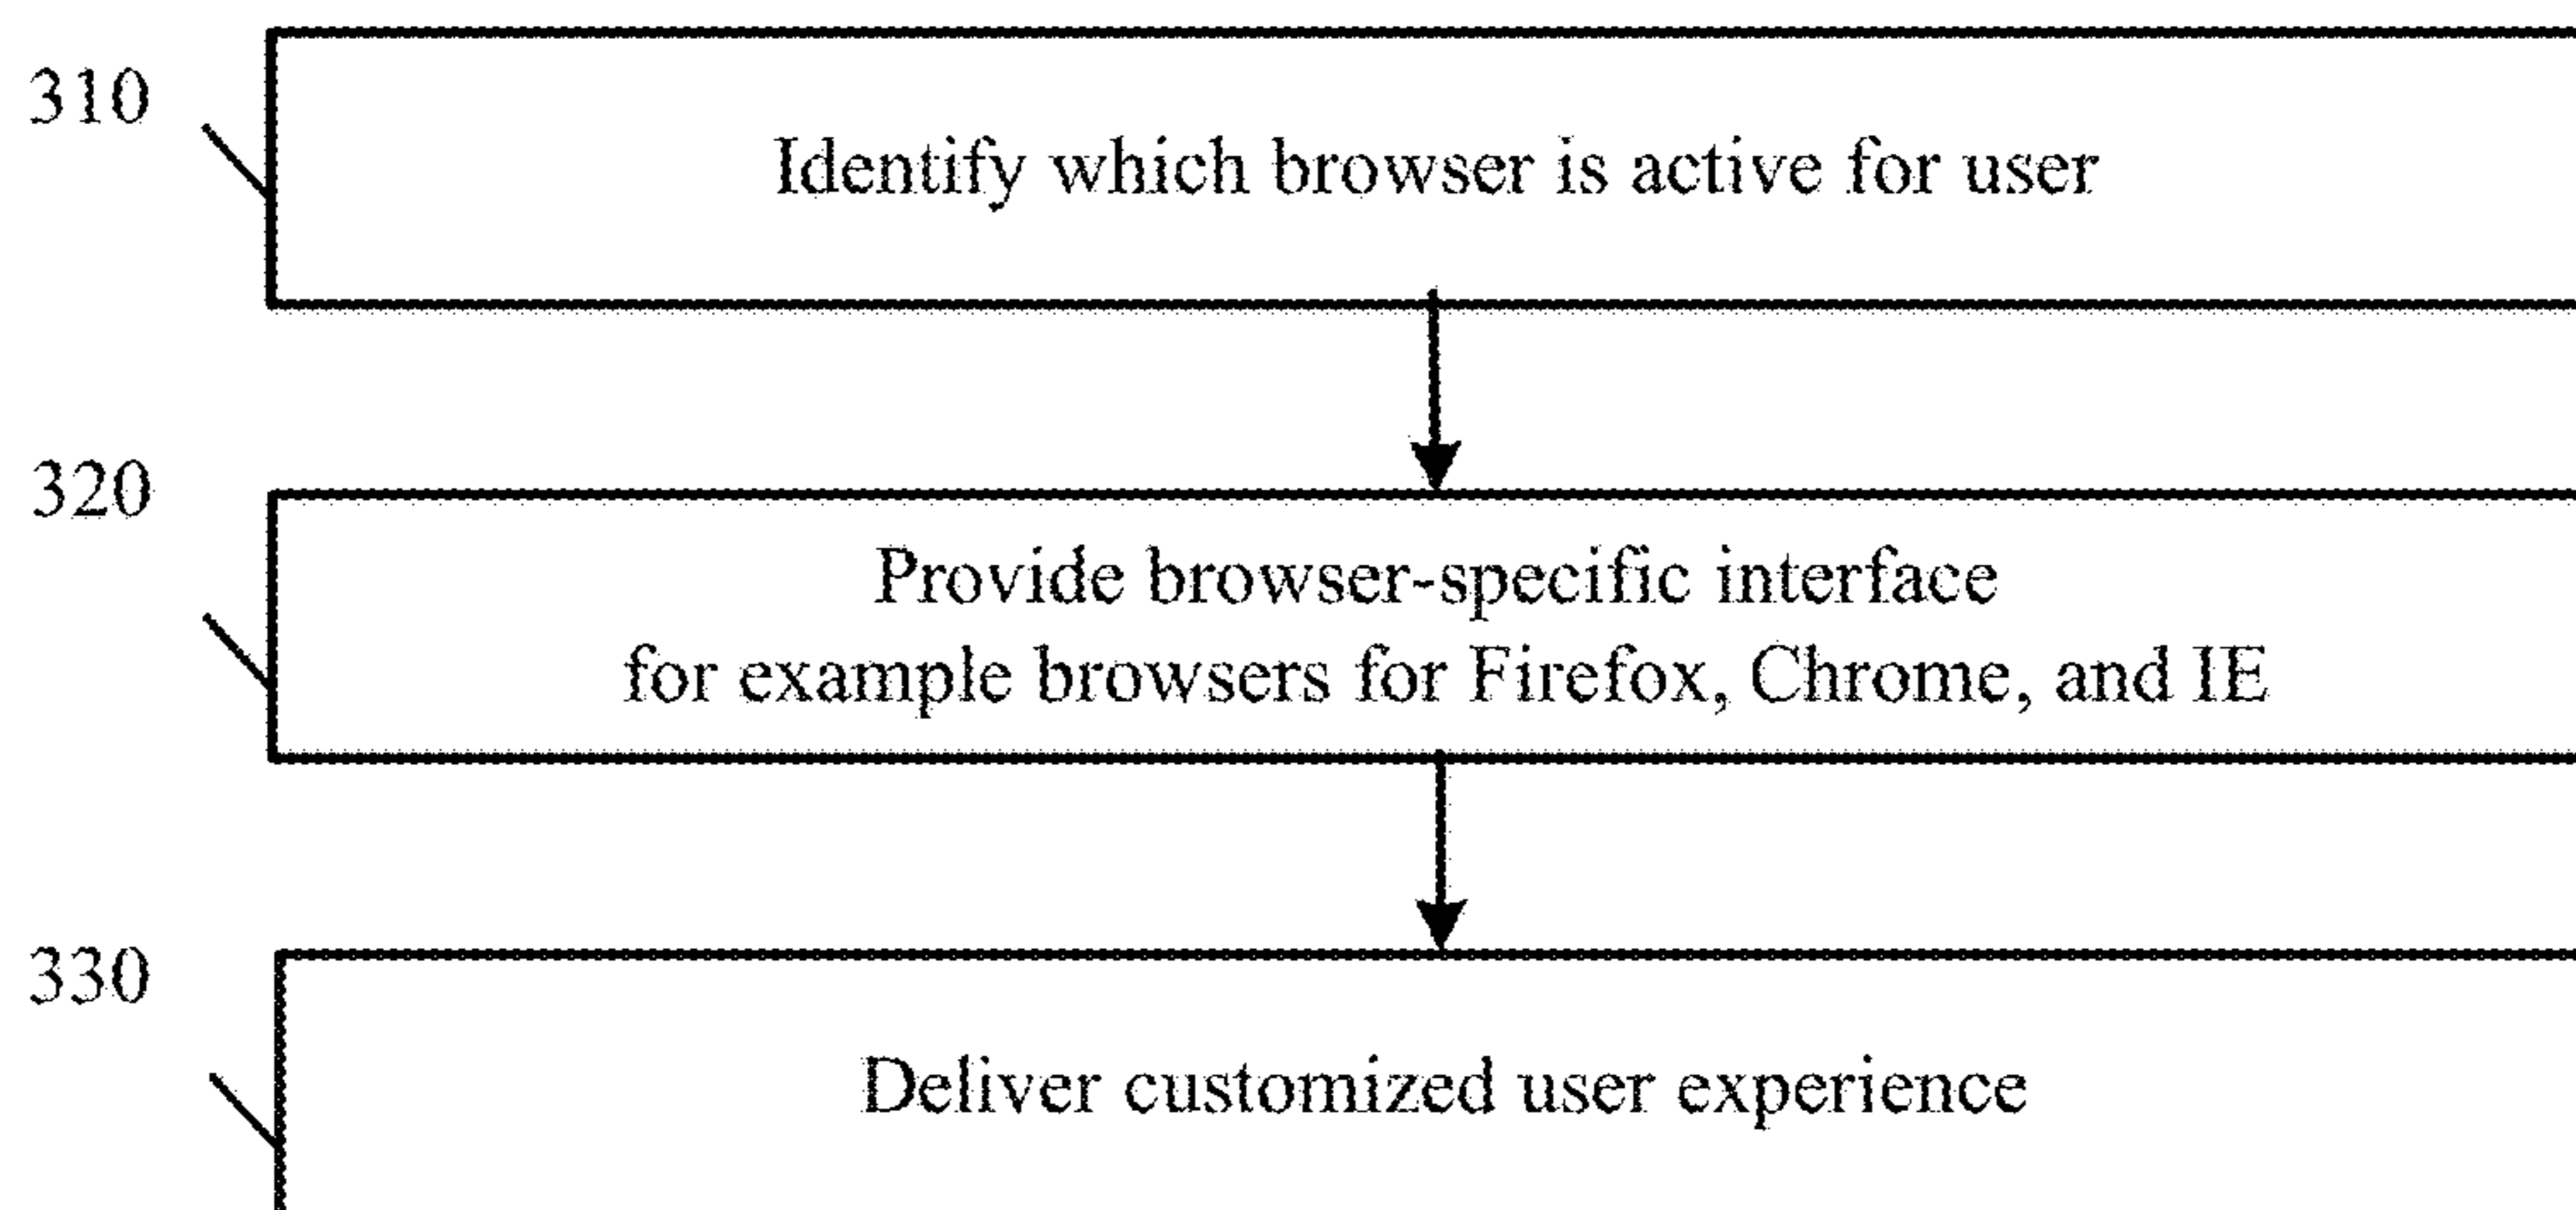 310
Identify which browser is active for user
320
Provide browser-specific interface
for example browsers for Firefox, Chrome, and IE
330
Deliver customized user experience